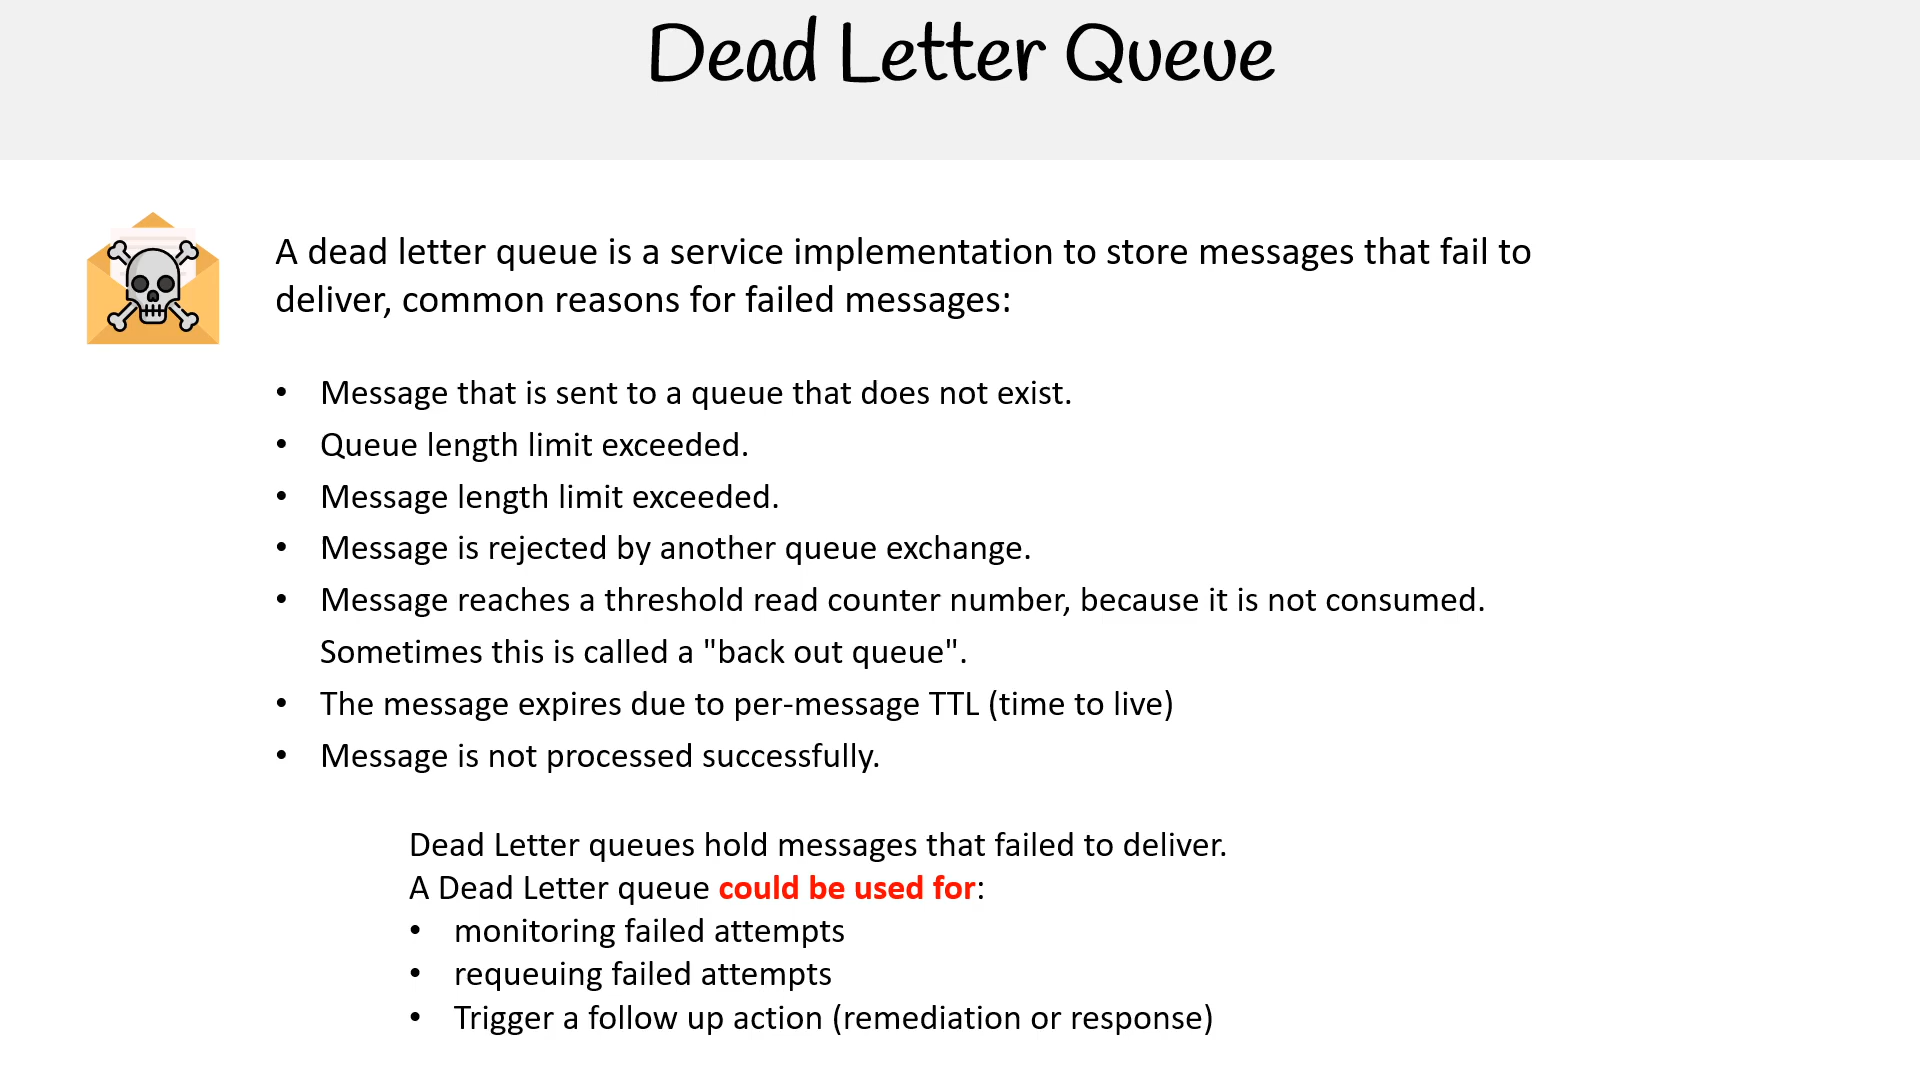 Dead Letter Queue
A dead letter queue is a service implementation to store messages that fail to
deliver, common reasons for failed messages:
• Message that is sent to a queue that does not exist.
• Queue length limit exceeded.
• Message length limit exceeded.
• Message is rejected by another queue exchange.
• Message reaches a threshold read counter number, because it is not consumed.
Sometimes this is called a "back out queue".
• The message expires due to per-message TTL (time to live)
• Message is not processed successfully.
Dead Letter queues hold messages that failed to deliver.
A Dead Letter queue could be used for:
• monitoring failed attempts
• requeuing failed attempts
• Trigger a follow up action (remediation or response)